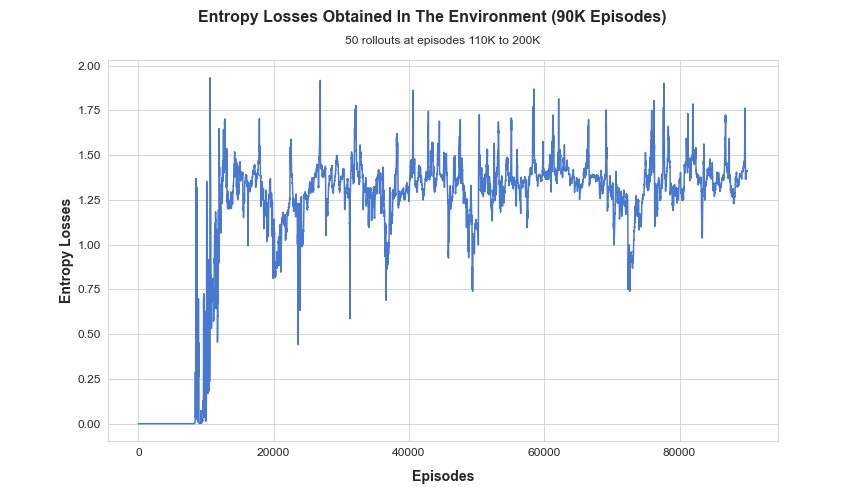 Entropy Losses Obtained In The Environment (90K Episodes)
50 rollouts at episodes 110K to 200K
2.00
1.75
1.50
1.25
1.00
0.75
0.50
0.25
0.00
Entropy Losses
0 20000 40000 60000 80000
Episodes